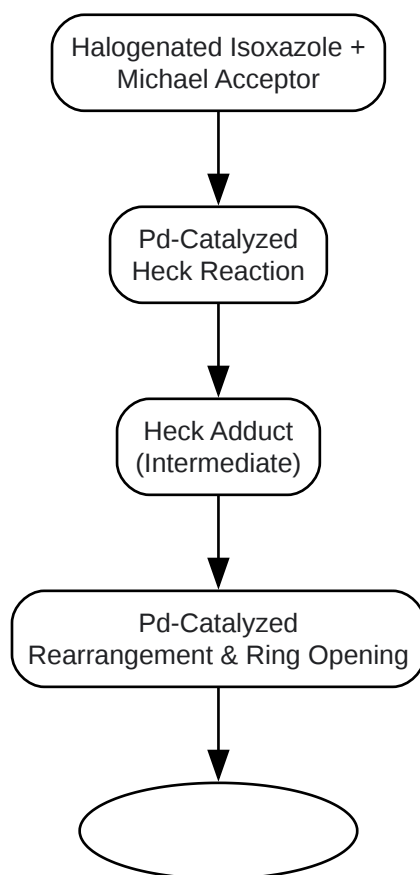 Halogenated Isoxazole +
Michael Acceptor
Pd-Catalyzed
Heck Reaction
Heck Adduct
(Intermediate)
Pd-Catalyzed
Rearrangement & Ring Opening